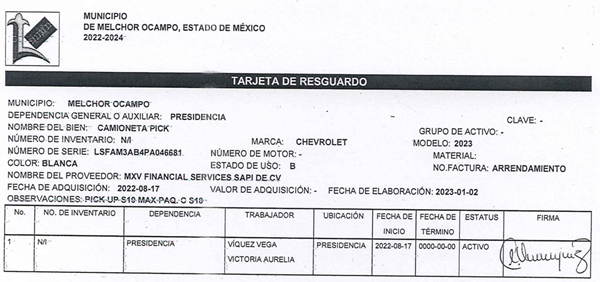 MUNICIPIO
DE MELCHOR OCAMPO, ESTADO DE MÉXICO
2022-2024
TARJETA DE RESGUARDO
MUNICIPIO: MELCHOR OCAMPO
DEPENDENCIA GENERAL O AUXILIAR: PRESIDENCIA CLAVE: -
NOMBRE DEL BIEN: CAMIONETA PICK GRUPO DE ACTIVO: -
NÚMERO DE INVENTARIO: N/I MARCA: CHEVROLET MODELO: 2023
NÚMERO DE SERIE: LSFAM3AB4PA046681 NÚMERO DE MOTOR: - MATERIAL:
COLOR: BLANCA ESTADO DE USO: B NO.FACTURA: ARRENDAMIENTO
NOMBRE DEL PROVEEDOR: MXV FINANCIAL SERVICES.SAPI DE.CV
FECHA DE ADQUISICIÓN: 2022-08-17 VALOR DE ADQUISICIÓN: - FECHA DE ELABORACIÓN: 2023-01-02
OBSERVACIONES: PICK UP S10 MAX PAQ. C S10
No. NO. DE INVENTARIO DEPENDENCIA TRABAJADOR UBICACIÓN FECHA DE INICIO FECHA DE TÉRMINO ESTATUS FIRMA
1 N/I PRESIDENCIA VÍQUEZ VEGA PRESIDENCIA 2022-08-17 0000-00-00 ACTIVO
VICTORIA AURELIA